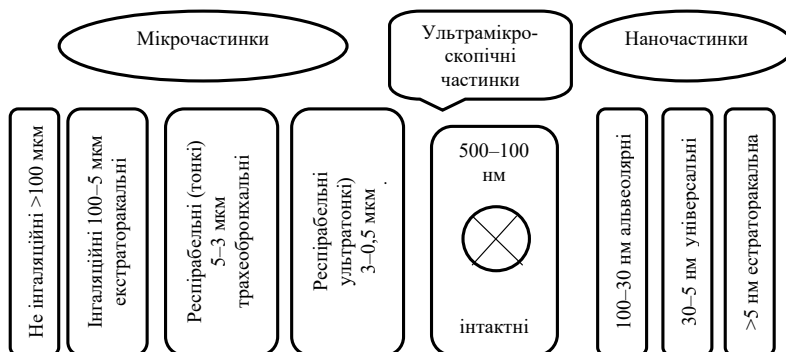 Мікрочастинки
Ультрамікро-
скопічні
частинки
Наночастинки
Не інгаляційні >100 мкм
Інгаляційні 100–5 мкм
екстраторакальні
Респірабельні (тонкі)
5–3 мкм
трахеобронхальні
Респірабельні
ультратонкі)
3–0,5 мкм
.
500–100
нм
інтактні
100–30 нм альвеолярні
30–5 нм універсальні
>5 нм естраторакальна